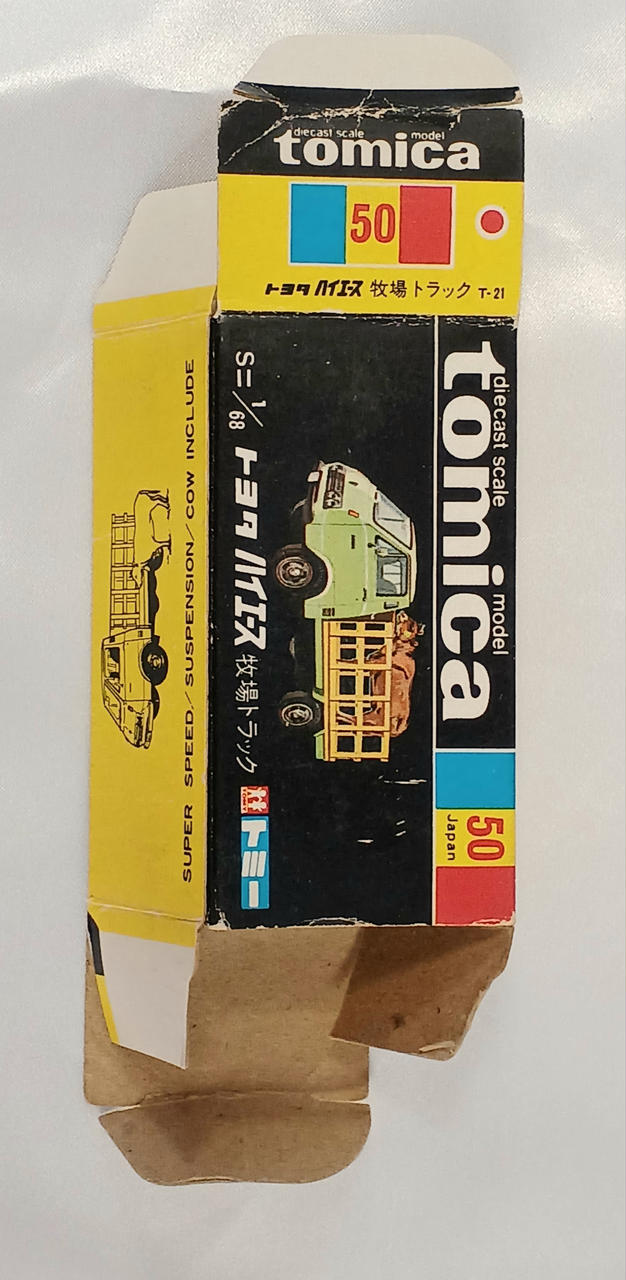 diecast scale model
tomica
50
トヨタ ハイエース 牧場トラック T-21
diecast scale model
tomica
50
Japan
S=1/68 トヨタ ハイエース 牧場トラック
TOMY
トミー
SUPER SPEED/SUSPENSION/COW INCLUDE